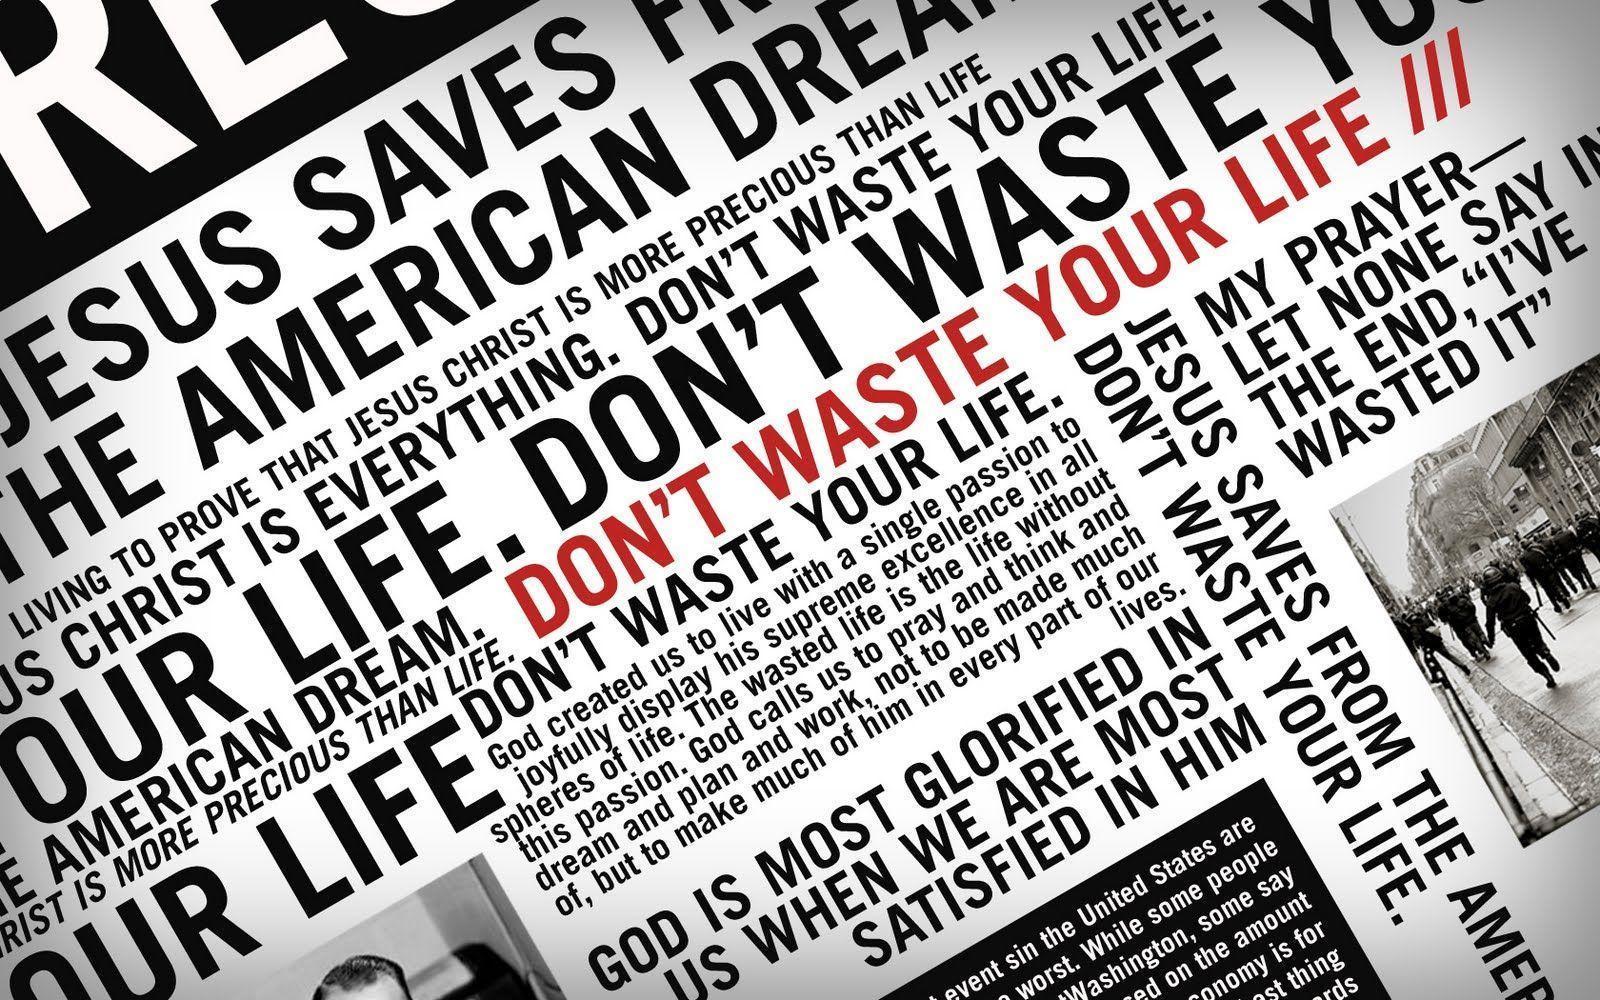 JESUS SAVES
THE AMERICAN DREAM
LIVING TO PROVE THAT JESUS CHRIST IS MORE PRECIOUS THAN LIFE
US CHRIST IS EVERYTHING. DON'T WASTE YOUR LIFE.
OUR LIFE. DON'T WASTE YOU
AMERICAN DREAM. DON'T WASTE YOUR LIFE ///
CHRIST IS MORE PRECIOUS THAN LIFE.
OUR LIFE
DON'T WASTE YOUR LIFE.
God created us to live with a single passion to
joyfully display his supreme excellence in all
spheres of life. The wasted life is the life without
this passion. God calls us to pray and think and
dream and plan and work, not to be made much
of, but to make much of him in every part of our
lives.
GOD IS MOST GLORIFIED IN
US WHEN WE ARE MOST
SATISFIED IN HIM
MY PRAYER—
LET NONE SAY IN
THE END, “I'VE
WASTED IT”
JESUS SAVES FROM THE AMER
DON'T WASTE YOUR LIFE.
event sin the United States are
worst. While some people
Washington, some say
on the amount
is for
thing